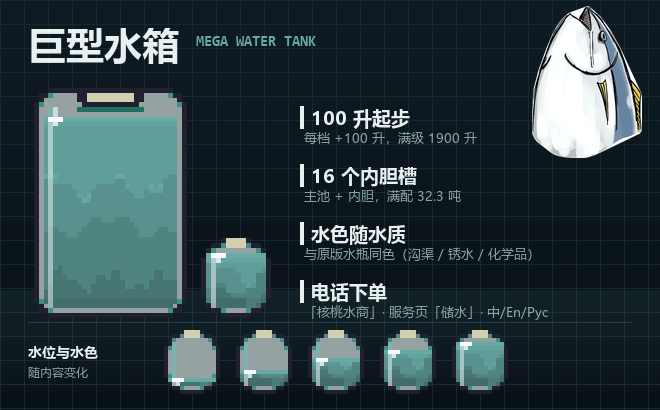 巨型水箱 MEGA WATER TANK
100 升起步
每档 +100 升，满级 1900 升
16 个内胆槽
主池 + 内胆，满配 32.3 吨
水色随水质
与原版水瓶同色（沟渠 / 锈水 / 化学品）
电话下单
「核桃水商」· 服务页「储水」· 中/En/Рус
水位与水色
随内容变化